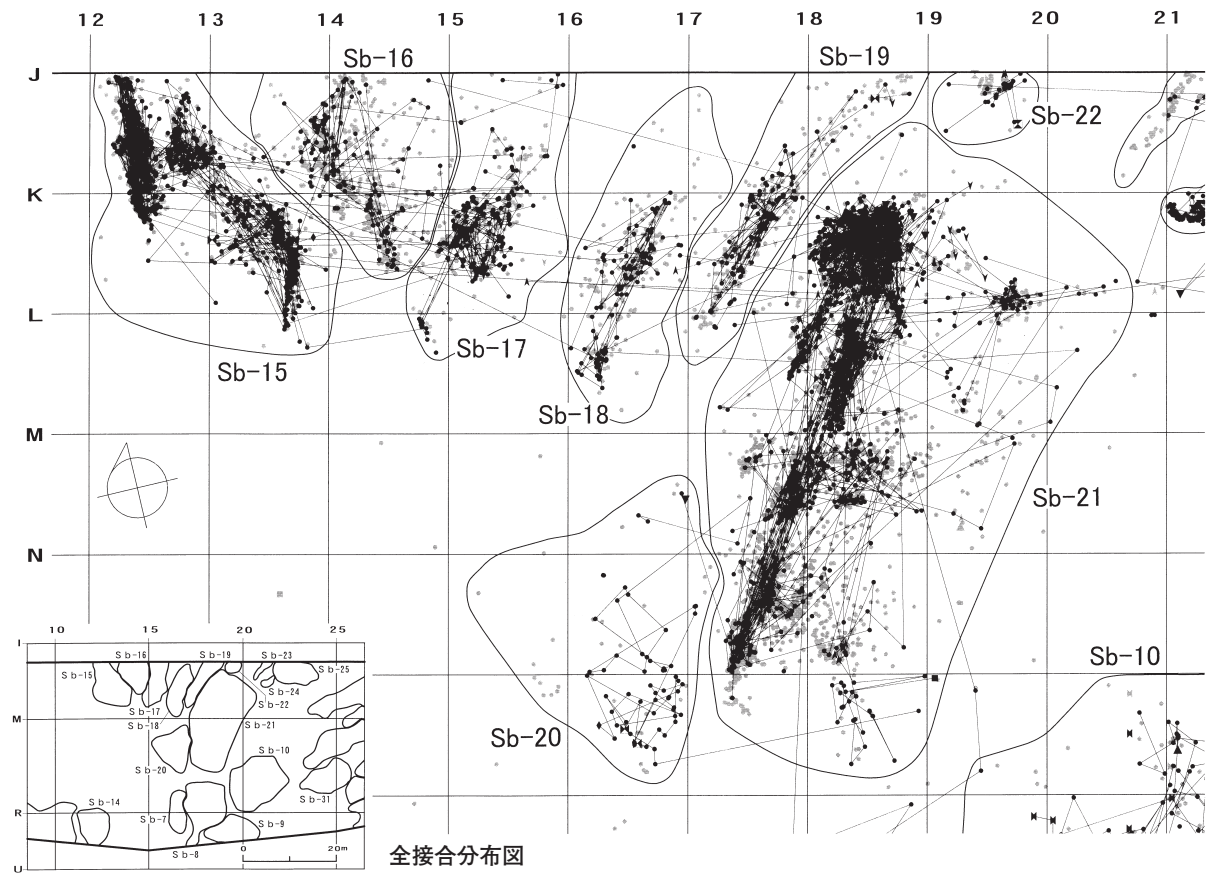 12 13 14 15 16 17 18 19 20 21
Sb-16
Sb-19
J
Sb-22
K
L
Sb-15
Sb-17
Sb-18
M
Sb-21
N
Sb-10
Sb-20
10 15 20 25
I
Sb-16 Sb-19 Sb-23
Sb-15 Sb-25
Sb-24
Sb-22
Sb-17
M
Sb-18 Sb-21
Sb-10
Sb-20
Sb-31
Sb-14
R
Sb-7 Sb-9
Sb-8 0 20m
U
全接合分布図